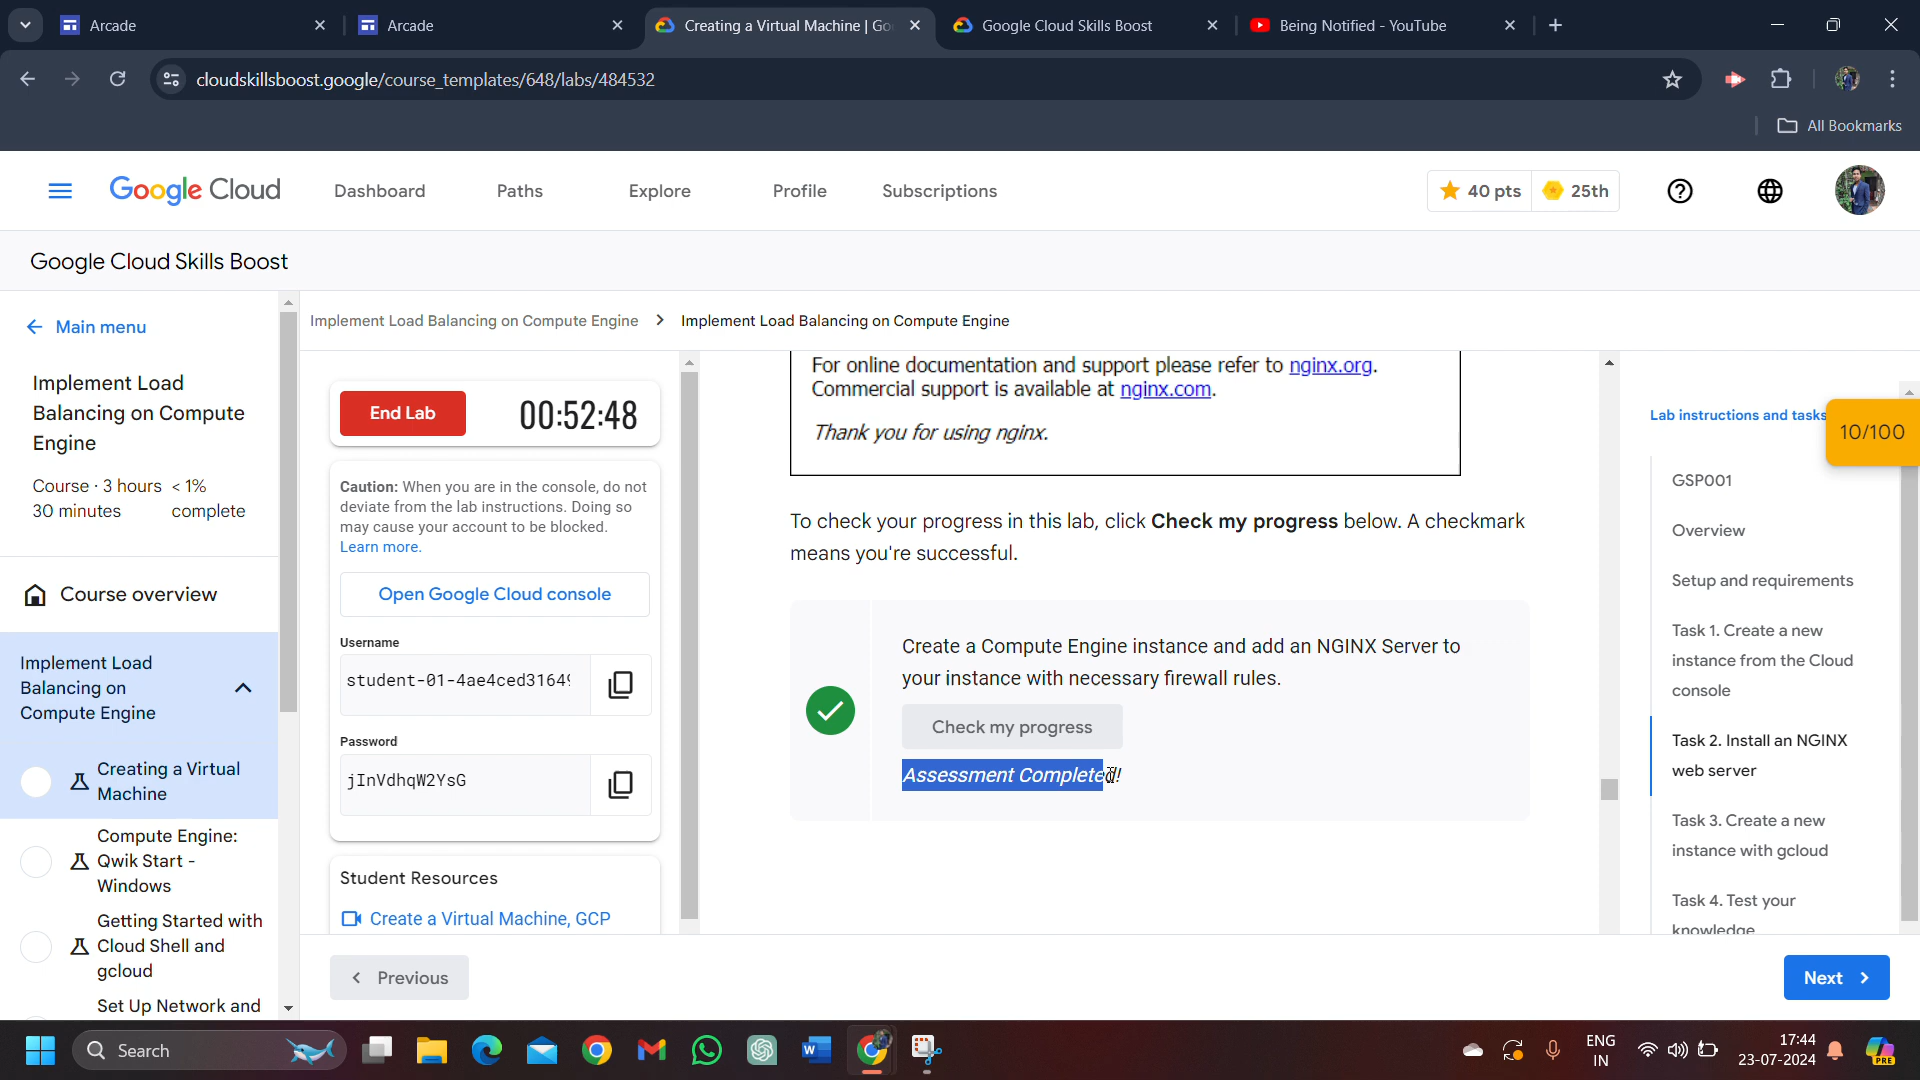 Arcade
Arcade
Creating a Virtual Machine | Go
Google Cloud Skills Boost
Being Notified - YouTube
cloudskillsboost.google/course_templates/648/labs/484532
All Bookmarks
Google Cloud
Dashboard
Paths
Explore
Profile
Subscriptions
40 pts
25th
Google Cloud Skills Boost
Main menu
Implement Load
Balancing on Compute
Engine
Course · 3 hours
30 minutes
< 1%
complete
Course overview
Implement Load
Balancing on
Compute Engine
Creating a Virtual
Machine
Compute Engine:
Qwik Start -
Windows
Getting Started with
Cloud Shell and
gcloud
Set Up Network and
Implement Load Balancing on Compute Engine > Implement Load Balancing on Compute Engine
End Lab
00:52:48
Caution: When you are in the console, do not
deviate from the lab instructions. Doing so
may cause your account to be blocked.
Learn more.
Open Google Cloud console
Username
student-01-4ae4ced31649
Password
jInVdhqW2YsG
Student Resources
Create a Virtual Machine, GCP
For online documentation and support please refer to nginx.org.
Commercial support is available at nginx.com.
Thank you for using nginx.
To check your progress in this lab, click Check my progress below. A checkmark
means you're successful.
Create a Compute Engine instance and add an NGINX Server to
your instance with necessary firewall rules.
Check my progress
Assessment Completed!
Lab instructions and tasks
10/100
GSP001
Overview
Setup and requirements
Task 1. Create a new
instance from the Cloud
console
Task 2. Install an NGINX
web server
Task 3. Create a new
instance with gcloud
Task 4. Test your
knowledge
Previous
Next
Search
ENG
IN
17:44
23-07-2024
PRE